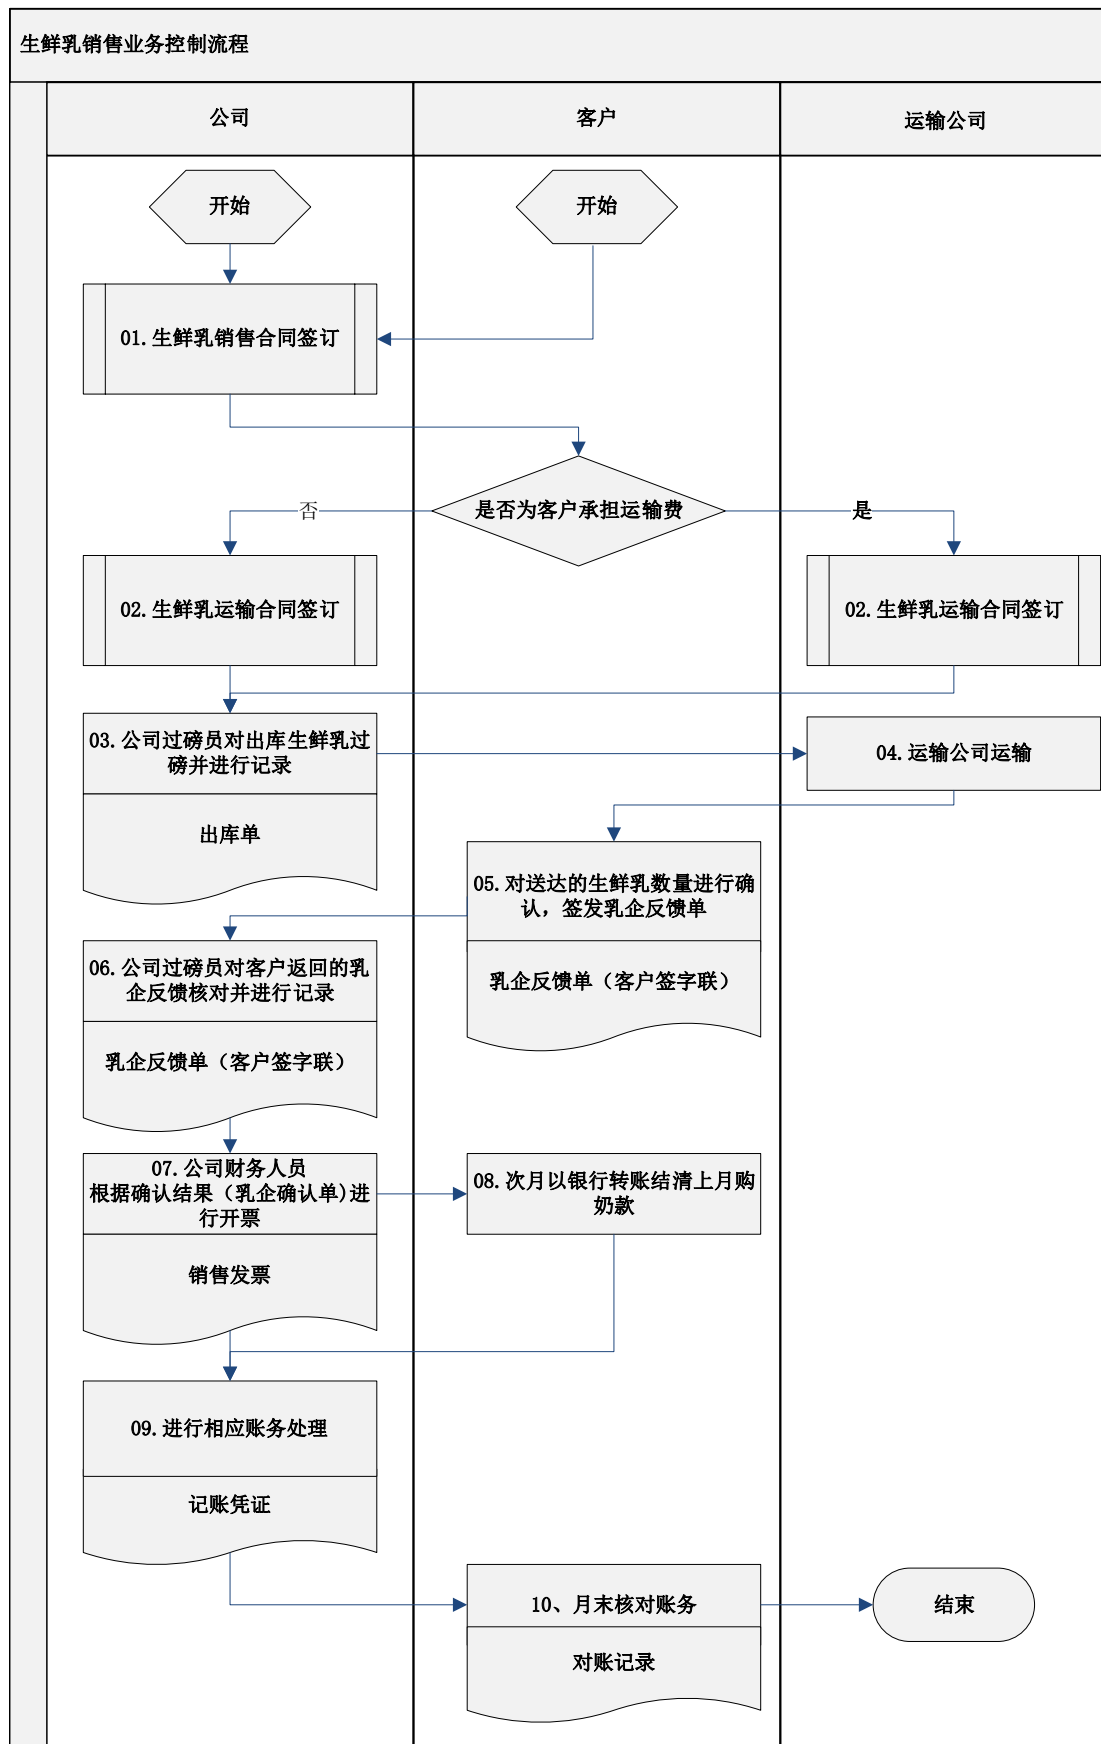 生鲜乳销售业务控制流程
公司
客户
运输公司
开始
开始
01.生鲜乳销售合同签订
是否为客户承担运输费
否
是
02.生鲜乳运输合同签订
02.生鲜乳运输合同签订
03.公司过磅员对出库生鲜乳过
磅并进行记录
出库单
04.运输公司运输
05.对送达的生鲜乳数量进行确
认，签发乳企反馈单
乳企反馈单（客户签字联）
06.公司过磅员对客户返回的乳
企反馈核对并进行记录
乳企反馈单（客户签字联）
07.公司财务人员
根据确认结果（乳企确认单)进
行开票
销售发票
08.次月以银行转账结清上月购
奶款
09.进行相应账务处理
记账凭证
10、月末核对账务
对账记录
结束